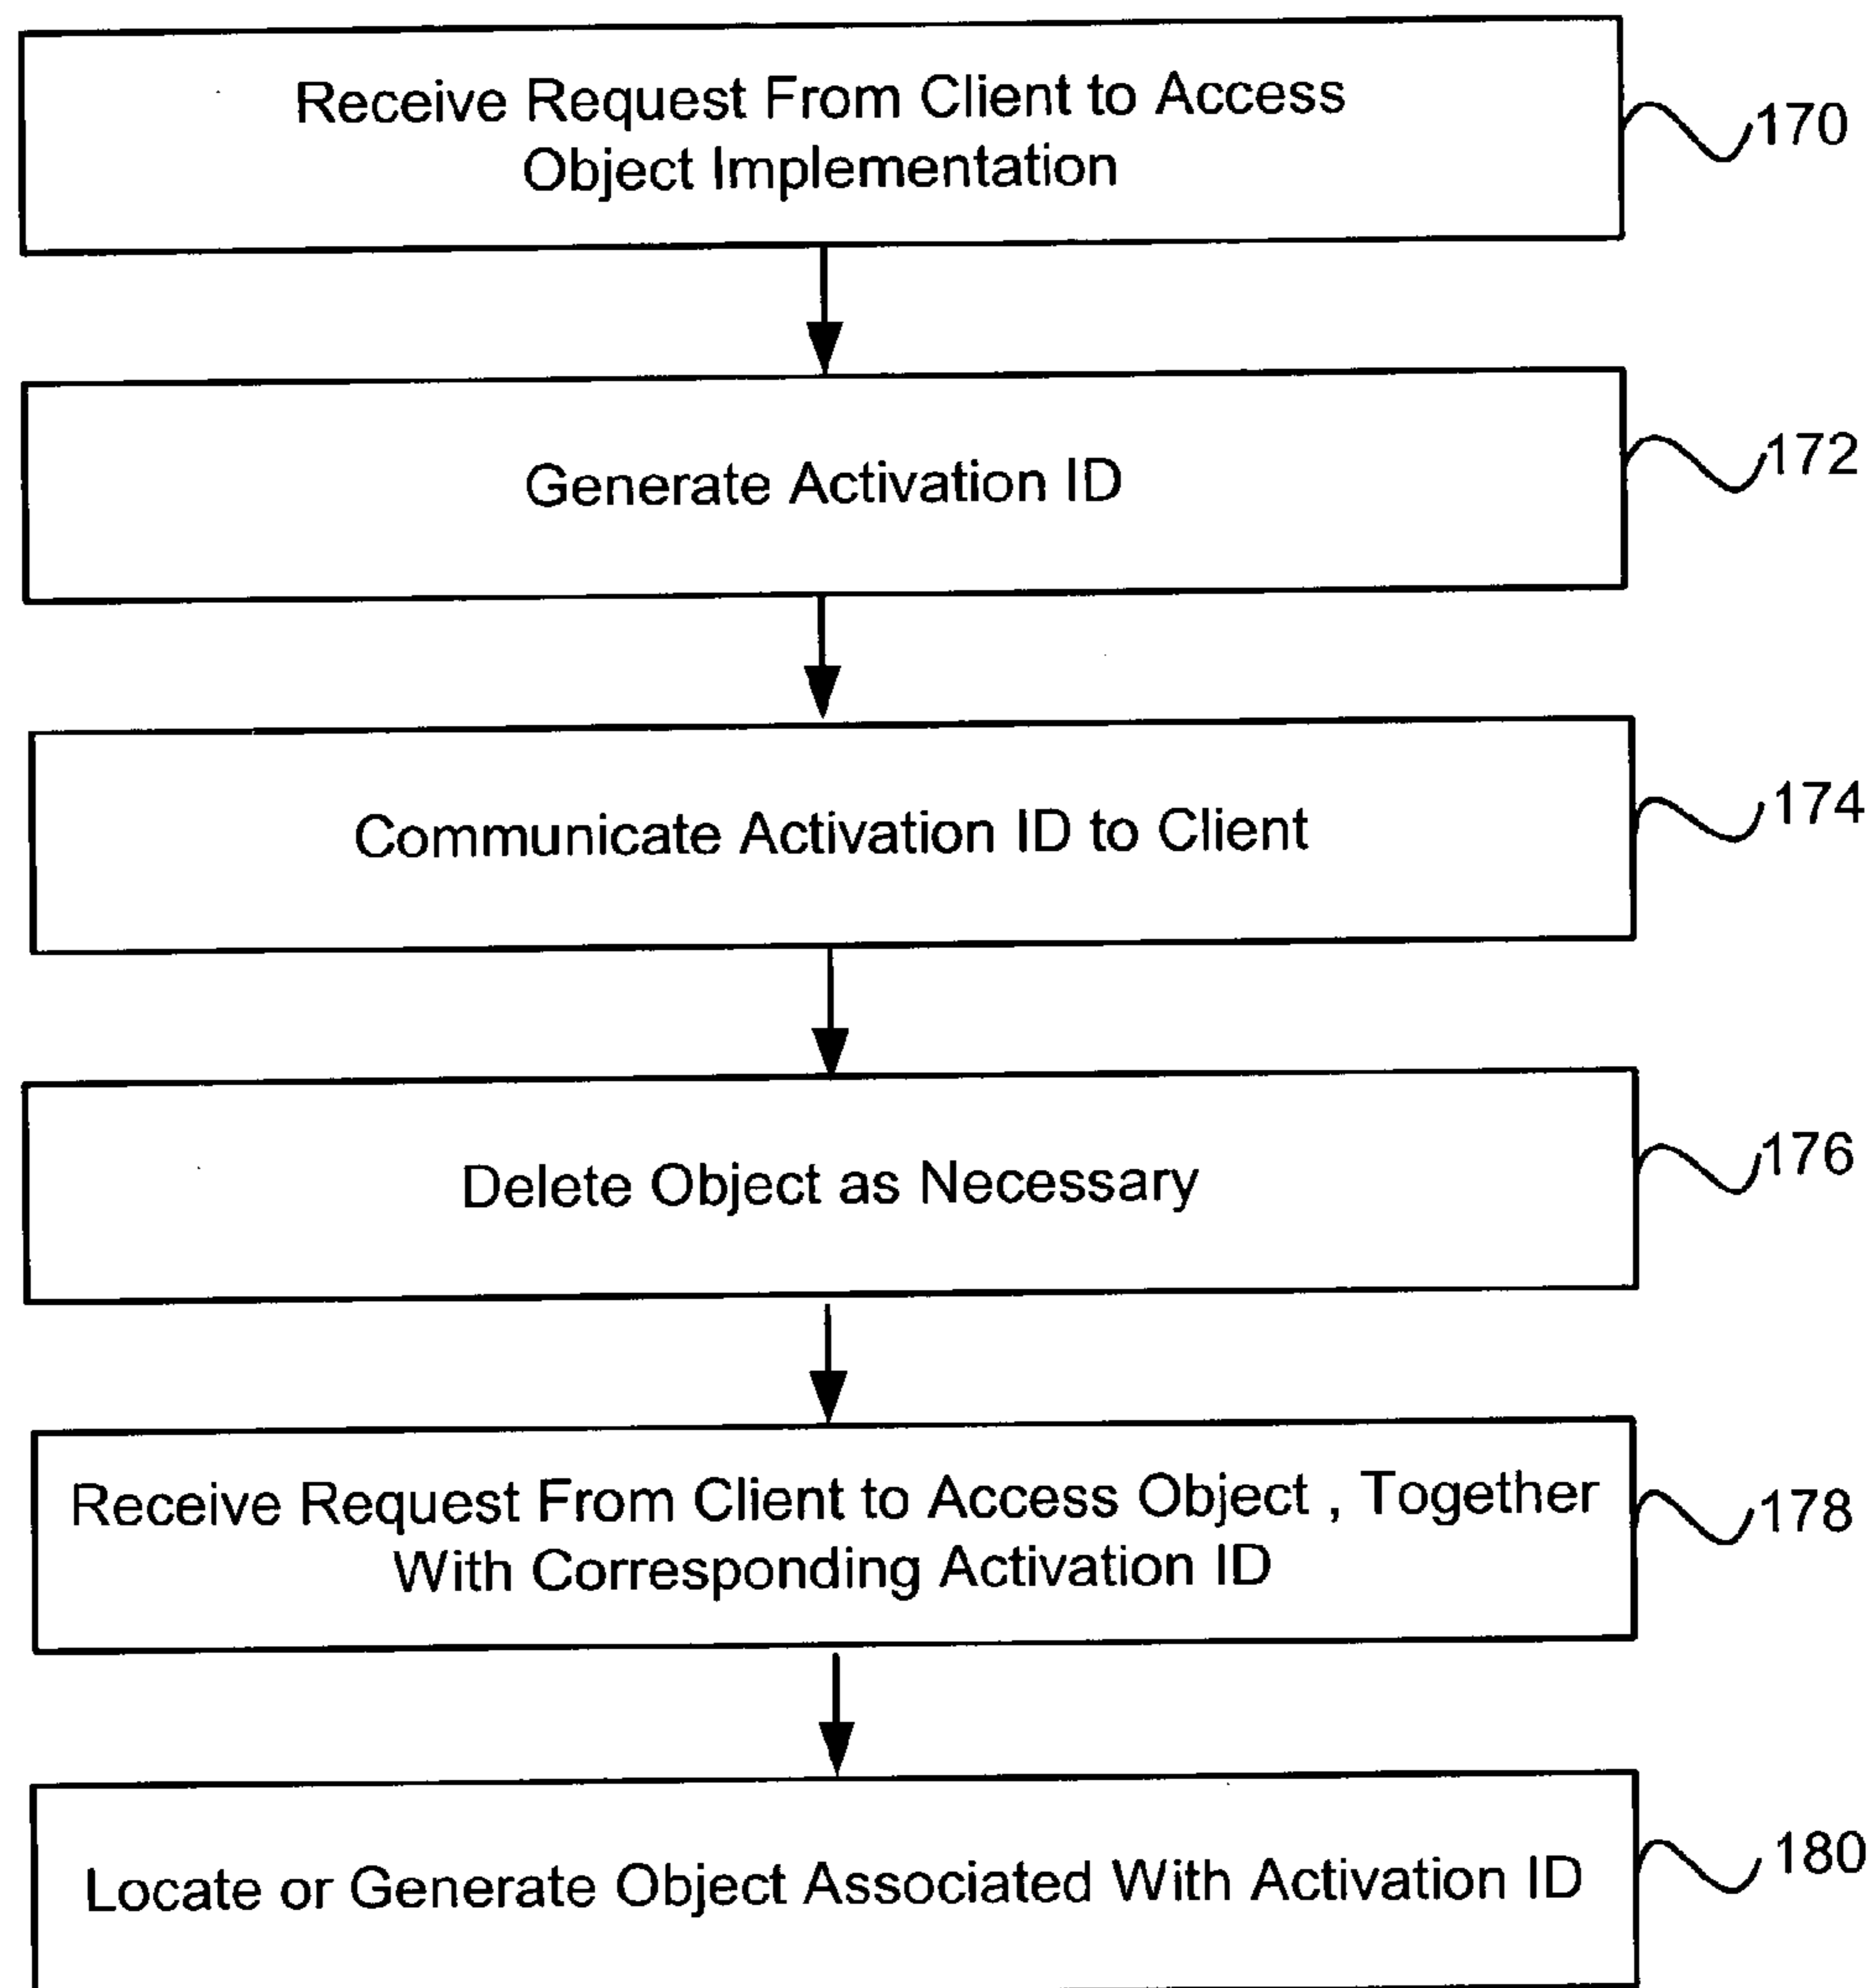 Receive Request From Client to Access
Object Implementation
170
Generate Activation ID
172
Communicate Activation ID to Client
174
Delete Object as Necessary
176
Receive Request From Client to Access Object , Together
With Corresponding Activation ID
178
Locate or Generate Object Associated With Activation ID
180